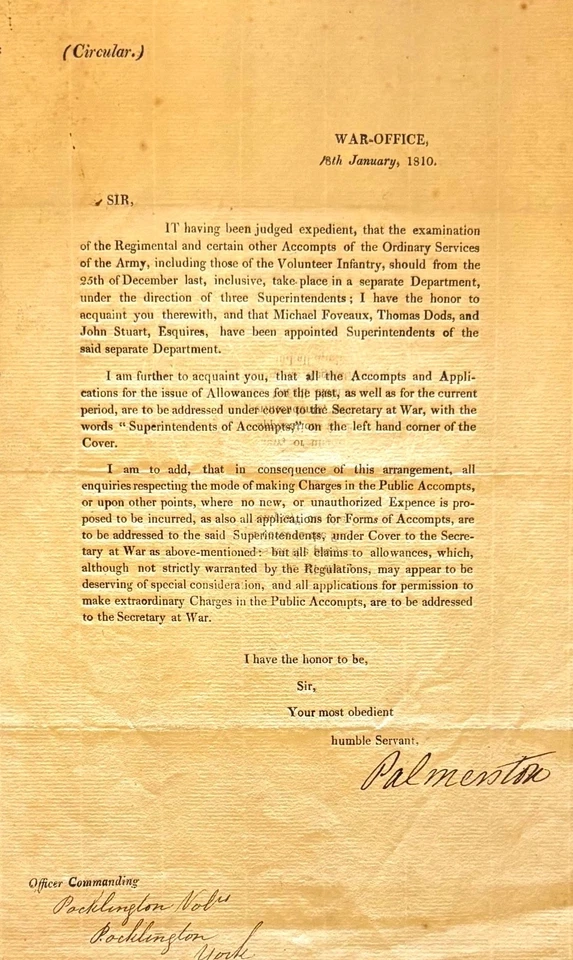 (Circular.)
WAR-OFFICE,
18th January, 1810.
SIR,
IT having been judged expedient, that the examination
of the Regimental and certain other Accompts of the Ordinary Services
of the Army, including those of the Volunteer Infantry, should from the
25th of December last, inclusive, take place in a separate Department,
under the direction of three Superintendents; I have the honor to
acquaint you therewith, and that Michael Foveaux, Thomas Dods, and
John Stuart, Esquires, have been appointed Superintendents of the
said separate Department.
I am further to acquaint you, that all the Accompts and Appli-
cations for the issue of Allowances for the past, as well as for the current
period, are to be addressed under cover to the Secretary at War, with the
words “Superintendents of Accompts,” on the left hand corner of the
Cover.
I am to add, that in consequence of this arrangement, all
enquiries respecting the mode of making Charges in the Public Accompts,
or upon other points, where no new, or unauthorized Expence is pro-
posed to be incurred, as also all applications for Forms of Accompts, are
to be addressed to the said Superintendents, under Cover to the Secre-
tary at War as above-mentioned: but all claims to allowances, which,
although not strictly warranted by the Regulations, may appear to be
deserving of special consideration, and all applications for permission to
make extraordinary Charges in the Public Accompts, are to be addressed
to the Secretary at War.
I have the honor to be,
Sir,
Your most obedient
humble Servant,
Palmerston
Officer Commanding
Pocklington Vol
Pocklington
York